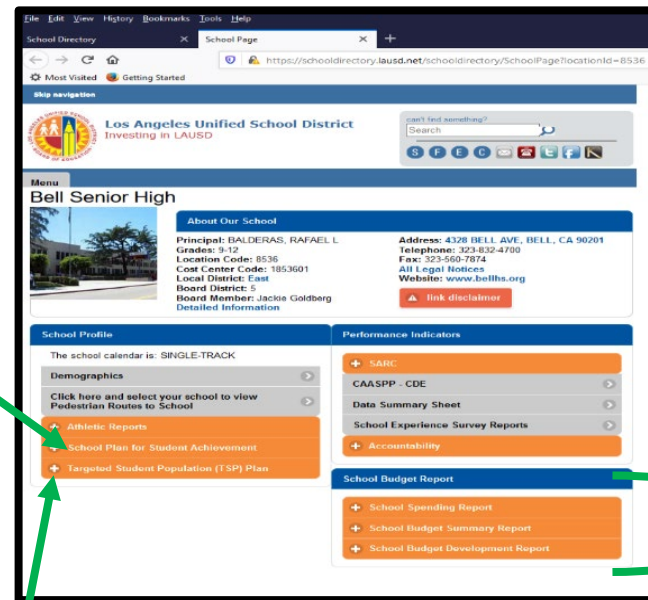 File Edit View History Bookmarks Tools Help
School Directory × School Page × +
https://schooldirectory.lausd.net/schooldirectory/SchoolPage?locationId=8536
Most Visited Getting Started
Skip navigation
Los Angeles Unified School District
Investing in LAUSD
can't find something?
Search
S F E C
Menu
Bell Senior High
About Our School
Principal: BALDERAS, RAFAEL L
Grades: 9-12
Location Code: 8536
Cost Center Code: 1853601
Local District: East
Board District: 5
Board Member: Jackie Goldberg
Detailed Information
Address: 4328 BELL AVE, BELL, CA 90201
Telephone: 323-832-4700
Fax: 323-560-7874
All Legal Notices
Website: www.bellhs.org
link disclaimer
School Profile
The school calendar is: SINGLE-TRACK
Demographics
Click here and select your school to view
Pedestrian Routes to School
Athletic Reports
School Plan for Student Achievement
Targeted Student Population (TSP) Plan
Performance Indicators
SARC
CAASPP - CDE
Data Summary Sheet
School Experience Survey Reports
Accountability
School Budget Report
School Spending Report
School Budget Summary Report
School Budget Development Report